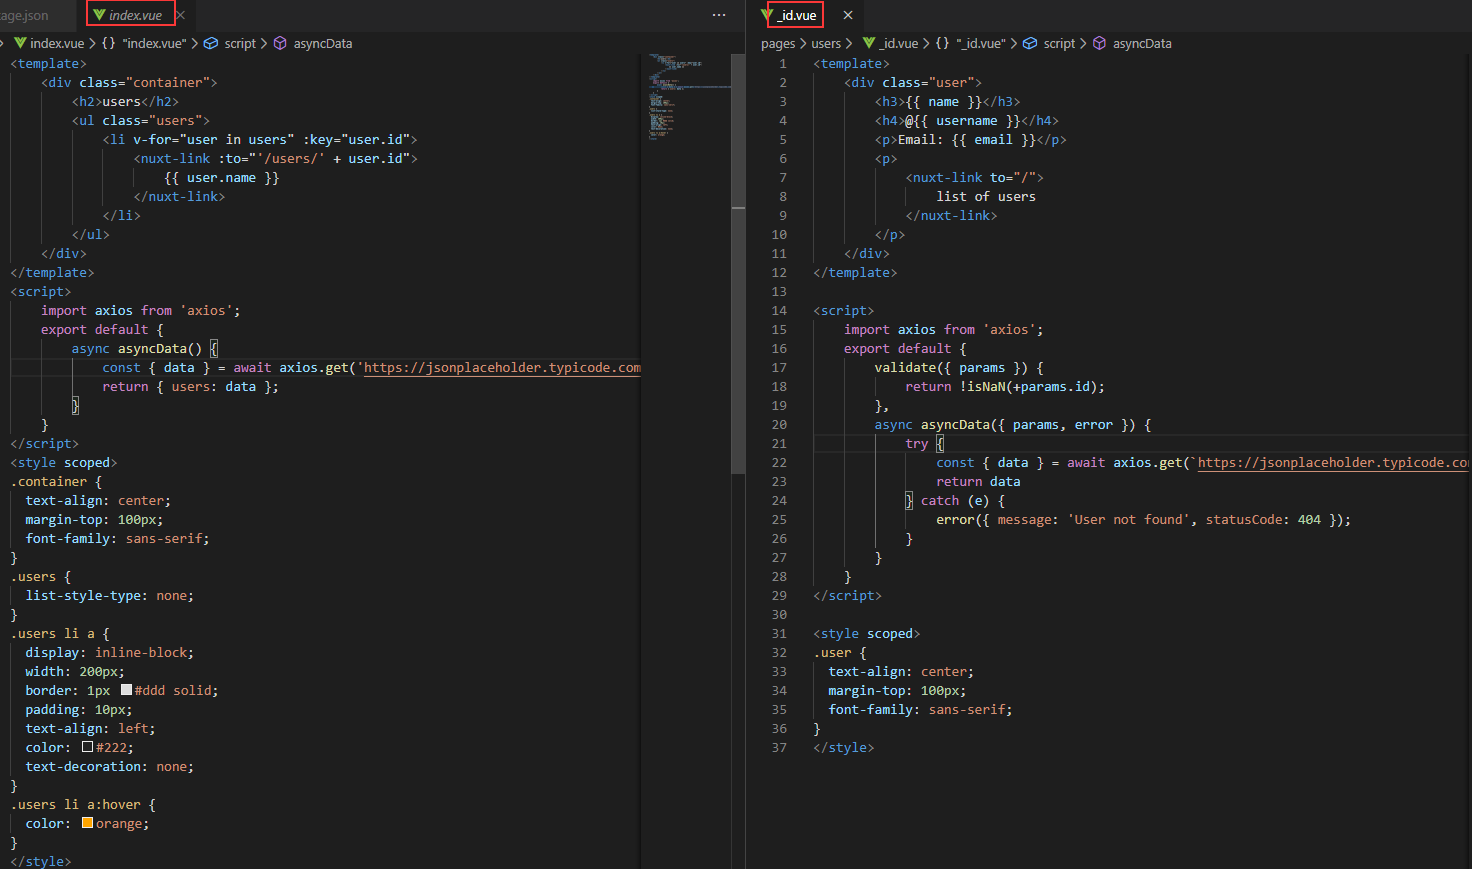 age.json
index.vue
index.vue {} "index.vue" script asyncData
<template>
<div class="container">
<h2>users</h2>
<ul class="users">
<li v-for="user in users" :key="user.id">
<nuxt-link :to="'/users/' + user.id">
{{ user.name }}
</nuxt-link>
</li>
</ul>
</div>
</template>
<script>
import axios from 'axios';
export default {
async asyncData() {
const { data } = await axios.get('https://jsonplaceholder.typicode.com
return { users: data };
}
}
</script>
<style scoped>
.container {
text-align: center;
margin-top: 100px;
font-family: sans-serif;
}
.users {
list-style-type: none;
}
.users li a {
display: inline-block;
width: 200px;
border: 1px #ddd solid;
padding: 10px;
text-align: left;
color: #222;
text-decoration: none;
}
.users li a:hover {
color: orange;
}
</style>
_id.vue
pages > users > _id.vue > {} "_id.vue" > script > asyncData
1 <template>
2 <div class="user">
3 <h3>{{ name }}</h3>
4 <h4>@{{ username }}</h4>
5 <p>Email: {{ email }}</p>
6 <p>
7 <nuxt-link to="/">
8 list of users
9 </nuxt-link>
10 </p>
11 </div>
12 </template>
13
14 <script>
15 import axios from 'axios';
16 export default {
17 validate({ params }) {
18 return !isNaN(+params.id);
19 },
20 async asyncData({ params, error }) {
21 try {
22 const { data } = await axios.get(`https://jsonplaceholder.typicode.co
23 return data
24 } catch (e) {
25 error({ message: 'User not found', statusCode: 404 });
26 }
27 }
28 }
29 </script>
30
31 <style scoped>
32 .user {
33 text-align: center;
34 margin-top: 100px;
35 font-family: sans-serif;
36 }
37 </style>